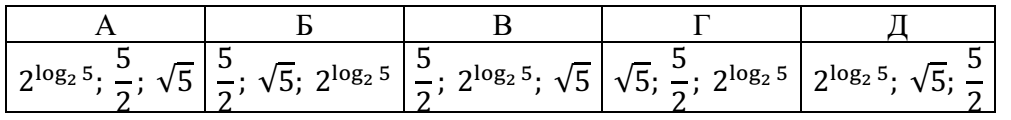 А Б В Г Д
2^{log₂ 5}; 5/2; √5 5/2; √5; 2^{log₂ 5} 5/2; 2^{log₂ 5}; √5 √5; 5/2; 2^{log₂ 5} 2^{log₂ 5}; √5; 5/2